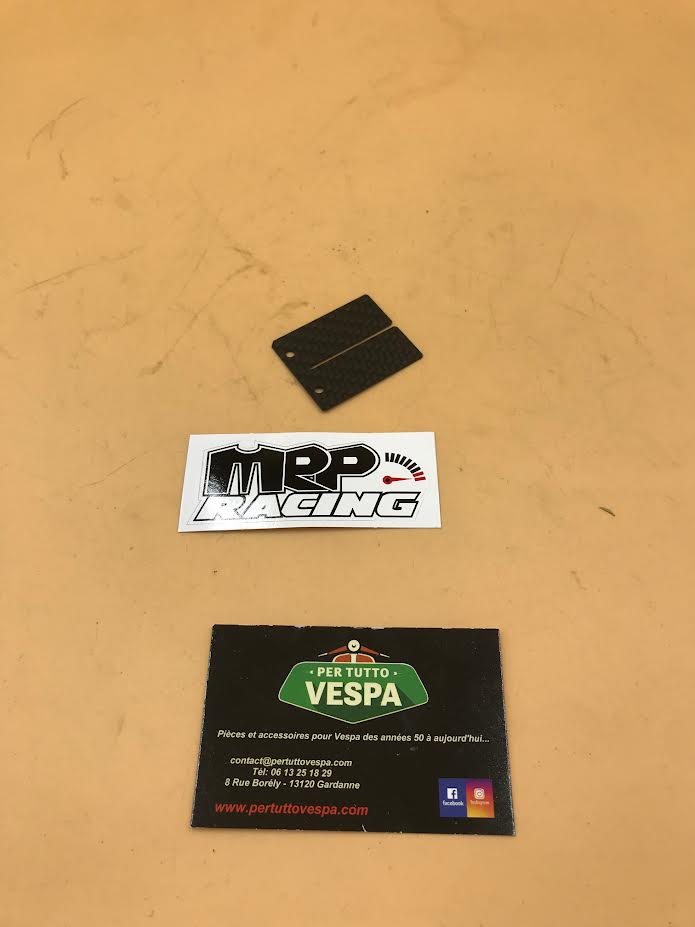 MRP
RACING
PER TUTTO
VESPA
Pièces et accessoires pour Vespa des années 50 à aujourd'hui...
contact@pertuttovespa.com
Tél: 06 13 25 18 29
8 Rue Borély - 13120 Gardanne
www.pertuttovespa.com
facebook
Instagram